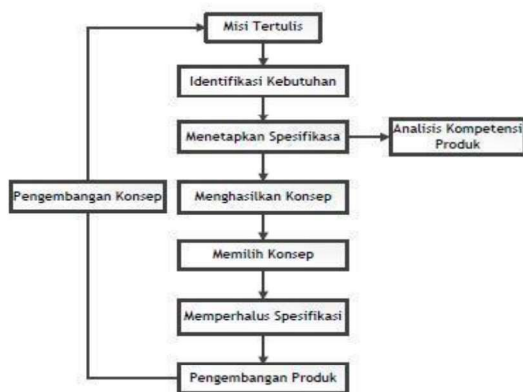 Misi Tertulis
Identifikasi Kebutuhan
Menetapkan Spesifikasa
Analisis Kompetensi
Produk
Pengembangan Konsep
Menghasilkan Konsep
Memilih Konsep
Memperhalus Spesifikasi
Pengembangan Produk